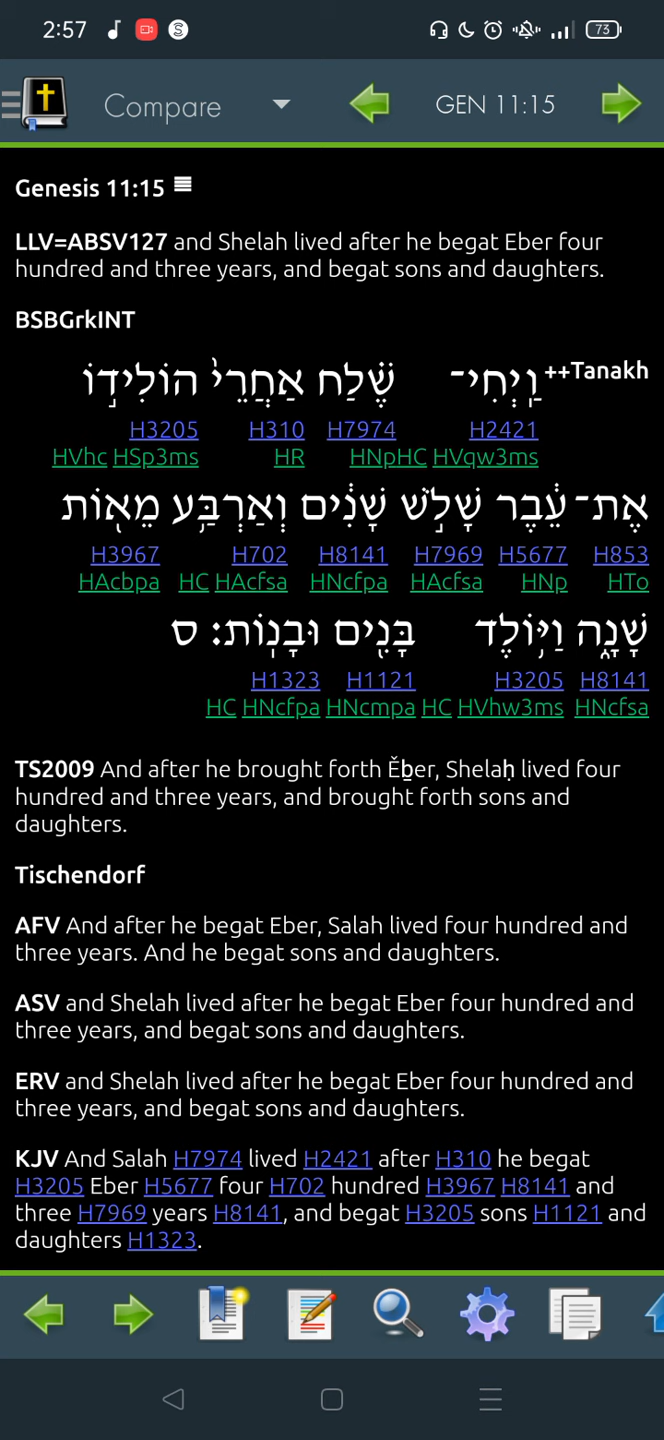 2:57
73
Compare
GEN 11:15
Genesis 11:15
LLV=ABSV127 and Shelah lived after he begat Eber four
hundred and three years, and begat sons and daughters.
BSBGrkINT
++Tanakh וַֽיְחִי־ שֶׁ֗לַח אַחֲרֵי֙ הוֹלִיד֣וֹ
H2421 H7974 H310 H3205
HVhc HSp3ms HR HNpHC HVqw3ms
אֶת־ עֵ֔בֶר שָׁלֹ֣שׁ שָׁנִ֔ים וְאַרְבַּ֥ע מֵא֖וֹת
H3967 H702 H8141 H7969 H5677 H853
HAcbpa HC HAcfsa HNcfpa HAcfsa HNp HTo
שָׁנָ֑ה וַיּ֥וֹלֶד בָּנִ֖ים וּבָנֽוֹת׃ ס
H1323 H1121 H3205 H8141
HC HNcfpa HNcmpa HC HVhw3ms HNcfsa
TS2009 And after he brought forth Ěḇer, Shelaḥ lived four
hundred and three years, and brought forth sons and
daughters.
Tischendorf
AFV And after he begat Eber, Salah lived four hundred and
three years. And he begat sons and daughters.
ASV and Shelah lived after he begat Eber four hundred and
three years, and begat sons and daughters.
ERV and Shelah lived after he begat Eber four hundred and
three years, and begat sons and daughters.
KJV And Salah H7974 lived H2421 after H310 he begat
H3205 Eber H5677 four H702 hundred H3967 H8141 and
three H7969 years H8141, and begat H3205 sons H1121 and
daughters H1323.